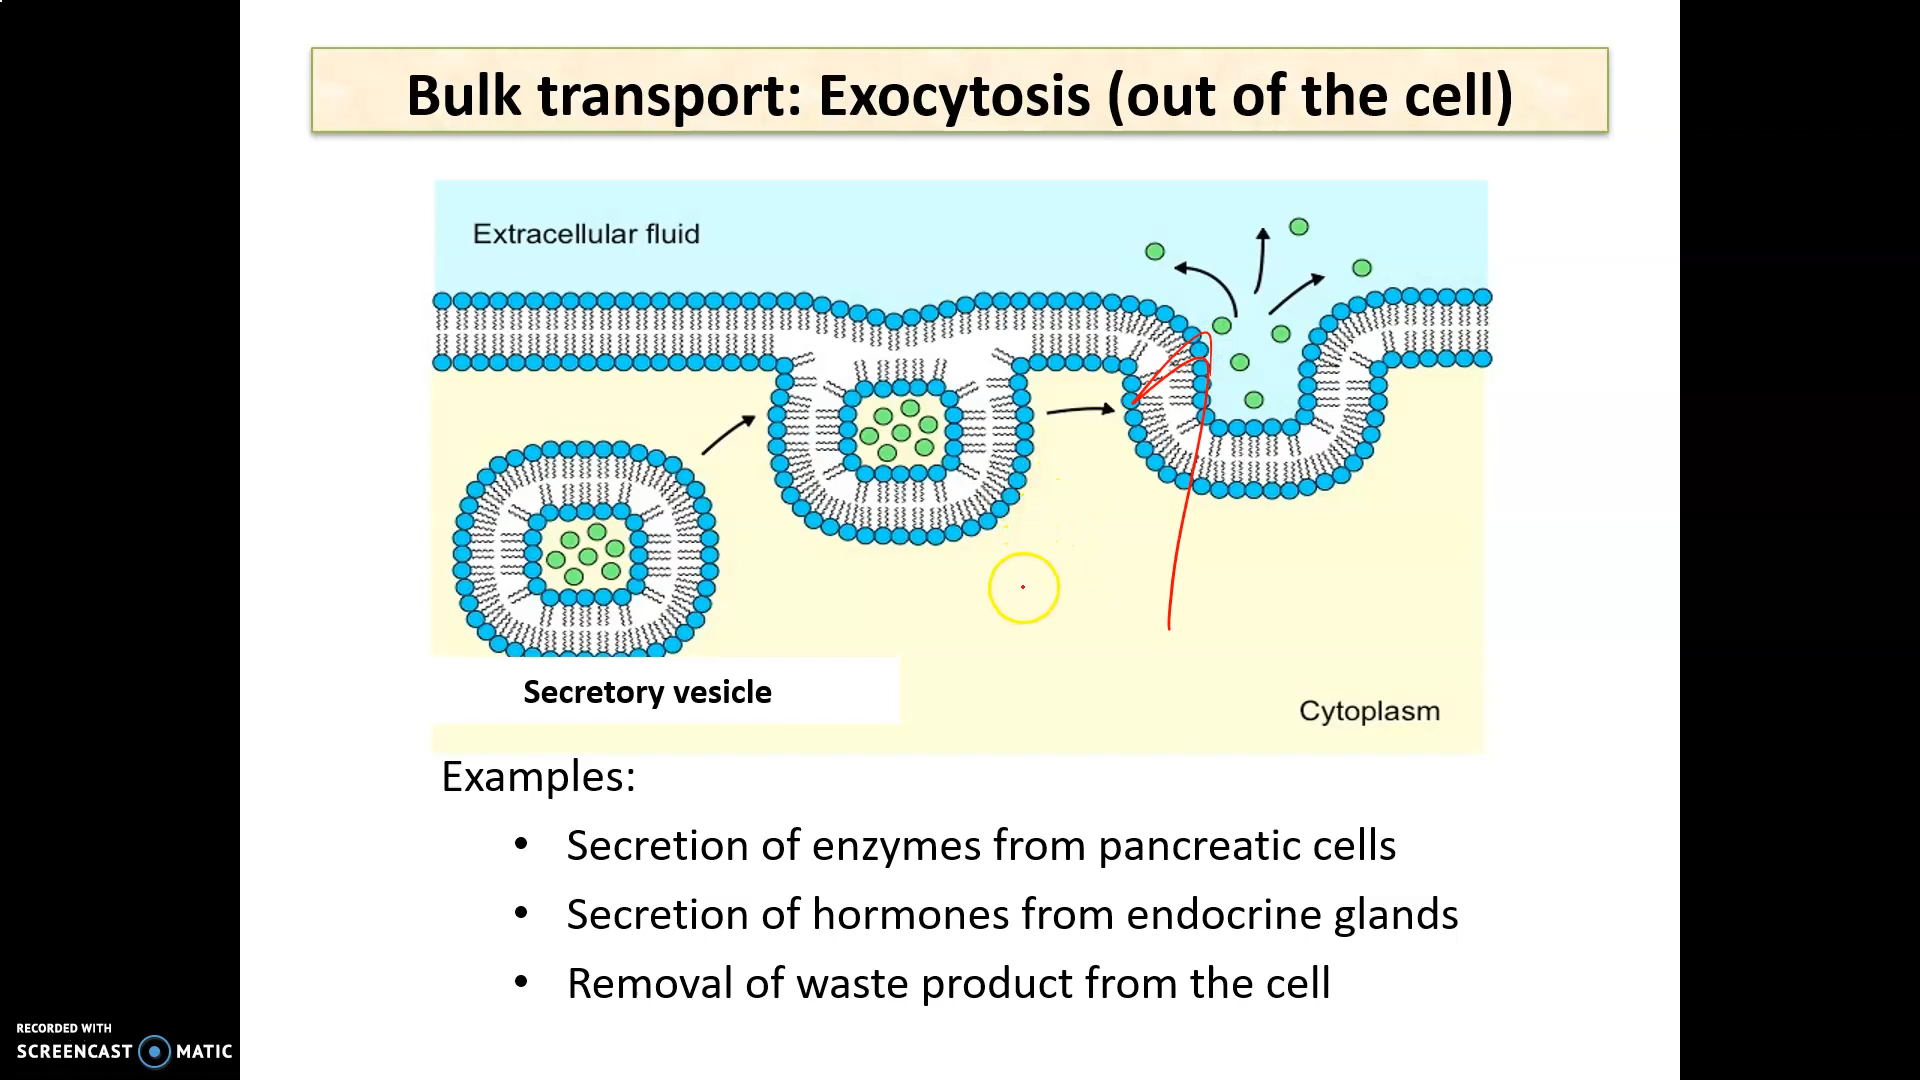 Bulk transport: Exocytosis (out of the cell)
Extracellular fluid
Secretory vesicle
Cytoplasm
Examples:
• Secretion of enzymes from pancreatic cells
• Secretion of hormones from endocrine glands
• Removal of waste product from the cell
RECORDED WITH
SCREENCAST MATIC